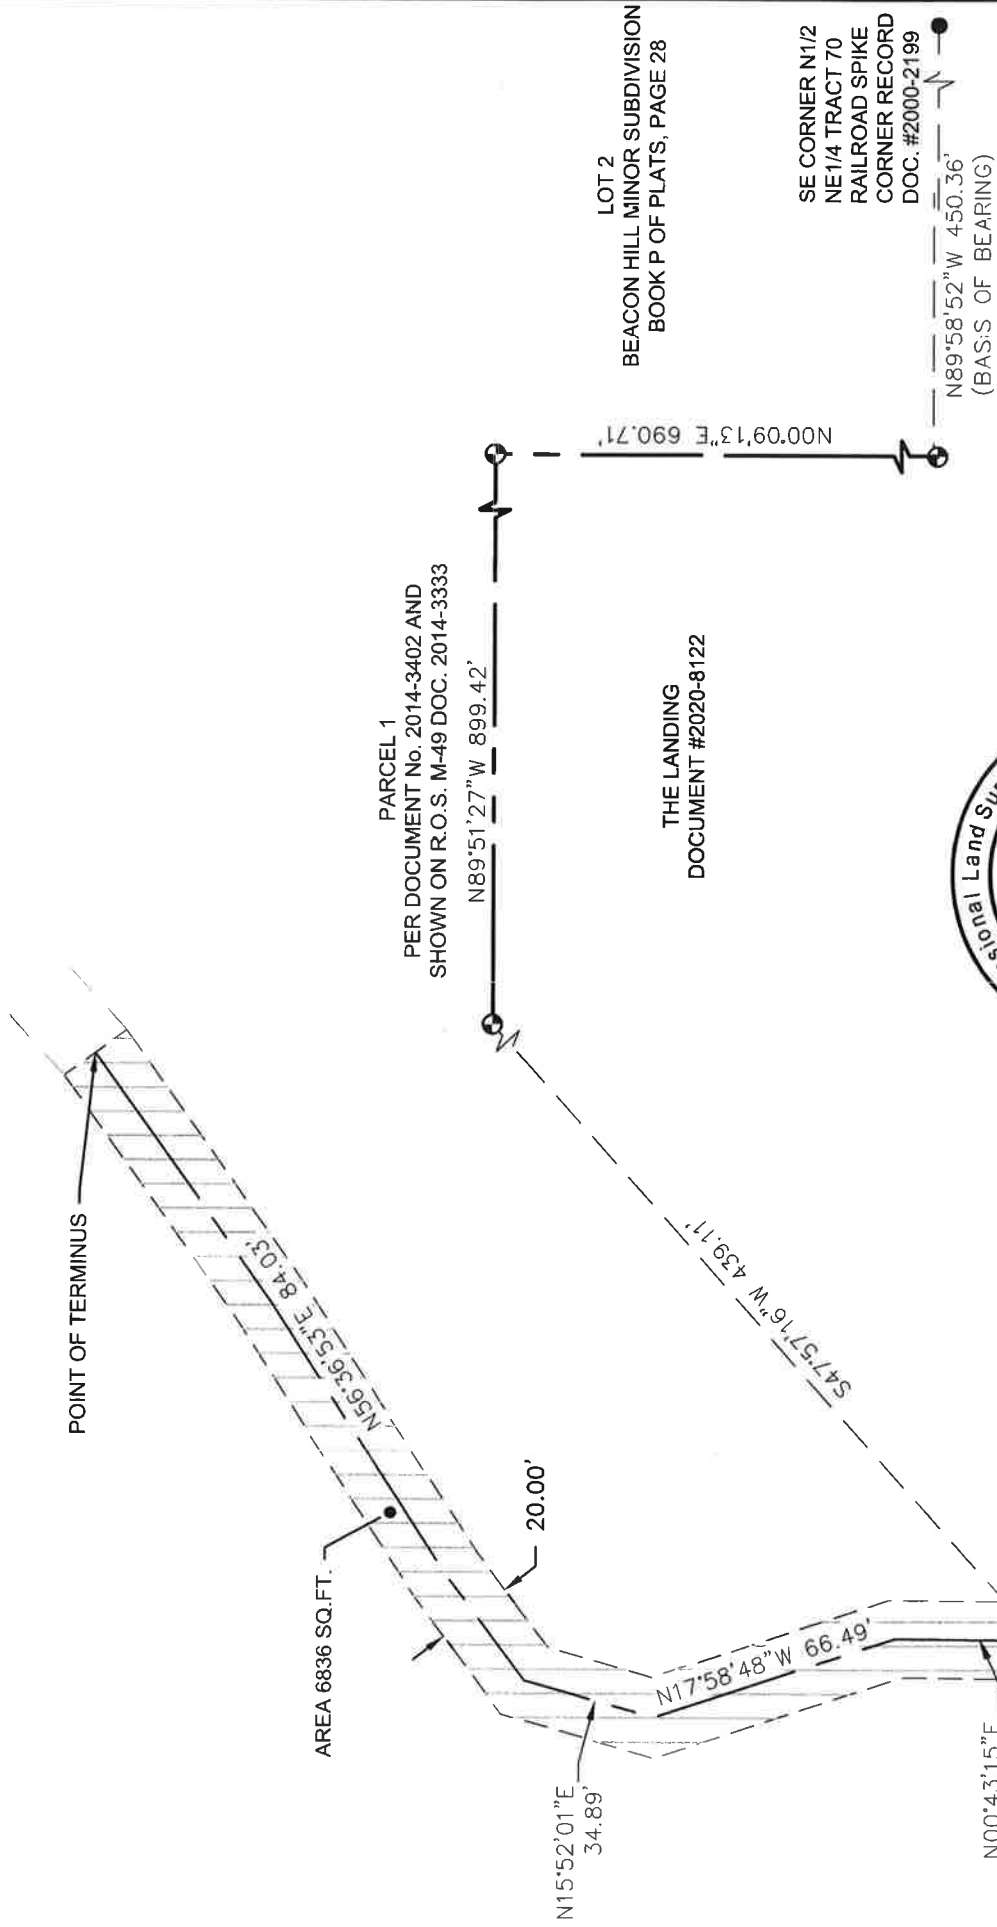 POINT OF TERMINUS
AREA 6836 SQ.FT.
N56°36'53"E 84.03'
20.00'
N15°52'01"E
34.89'
N17°58'48"W 66.49'
N00°43'15"E
S47°57'16"W 439.11'
PARCEL 1
PER DOCUMENT No. 2014-3402 AND
SHOWN ON R.O.S. M-49 DOC. 2014-3333
N89°51'27"W 899.42'
THE LANDING
DOCUMENT #2020-8122
LOT 2
BEACON HILL MINOR SUBDIVISION
BOOK P OF PLATS, PAGE 28
N00°09'13"E 690.71'
SE CORNER N1/2
NE1/4 TRACT 70
RAILROAD SPIKE
CORNER RECORD
DOC. #2000-2199
N89°58'52"W 450.36'
(BASIS OF BEARING)
sional Land Sur